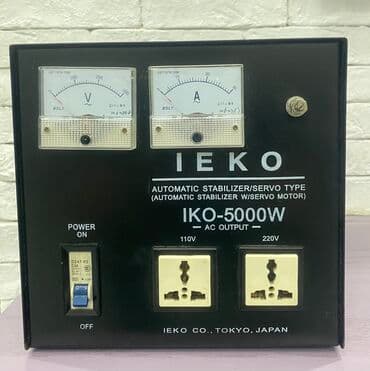 V
A
IEKO
AUTOMATIC STABILIZER/SERVO TYPE
(AUTOMATIC STABILIZER W/SERVO MOTOR)
IKO-5000W
AC OUTPUT
110V 220V
POWER
ON
OFF
IEKO CO., TOKYO, JAPAN